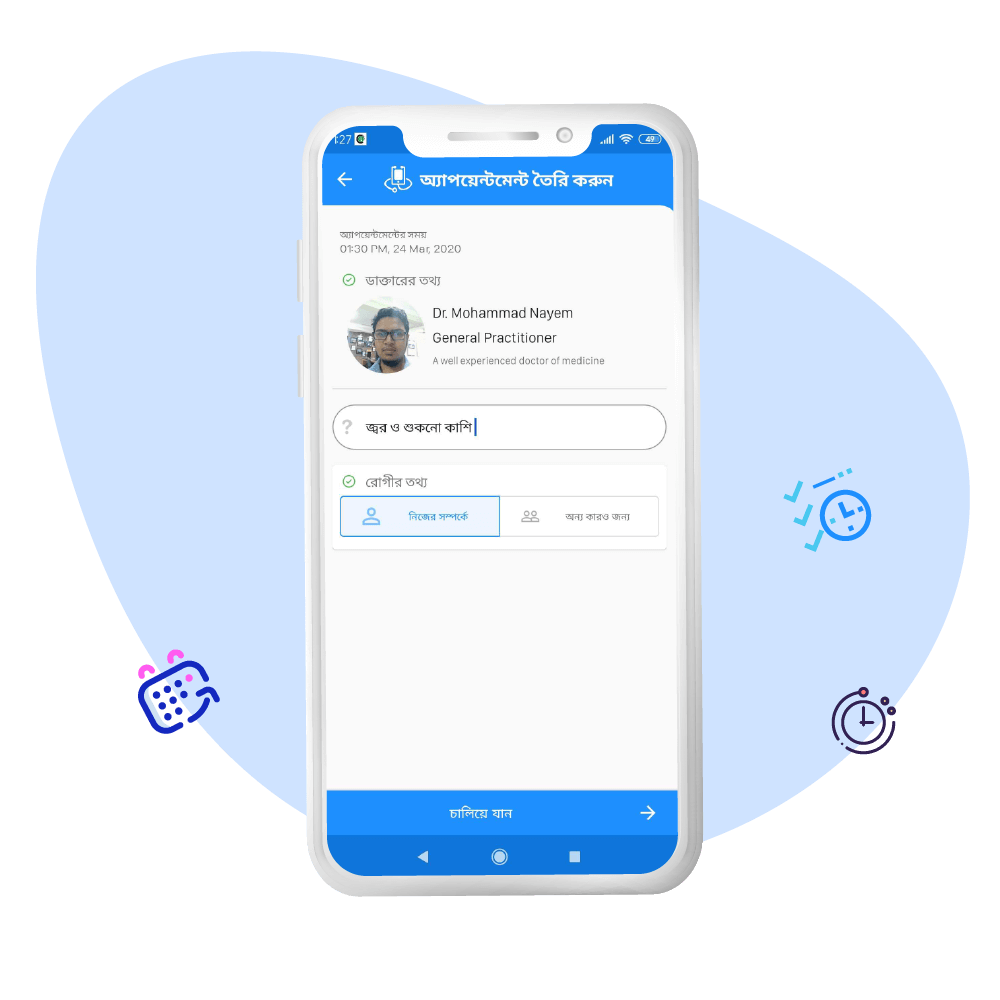 :27
49
অ্যাপয়েন্টমেন্ট তৈরি করুন
অ্যাপয়েন্টমেন্টের সময়
01:30 PM, 24 Mar, 2020
ডাক্তারের তথ্য
Dr. Mohammad Nayem
General Practitioner
A well experienced doctor of medicine
? জ্বর ও শুকনো কাশি
রোগীর তথ্য
নিজের সম্পর্কে
অন্য কারও জন্য
চালিয়ে যান